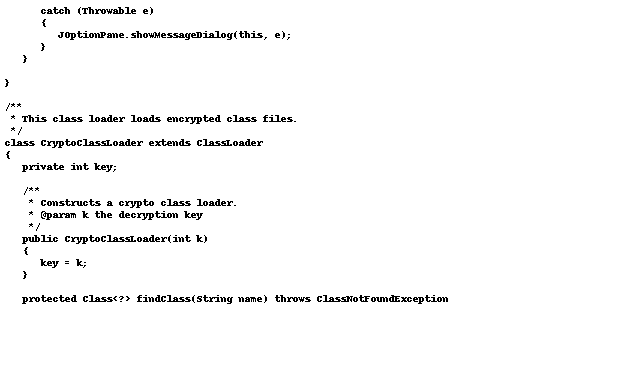 catch (Throwable e)
{
JOptionPane.showMessageDialog(this, e);
}
}
}
/**
* This class loader loads encrypted class files.
*/
class CryptoClassLoader extends ClassLoader
{
private int key;
/**
* Constructs a crypto class loader.
* @param k the decryption key
*/
public CryptoClassLoader(int k)
{
key = k;
}
protected Class<?> findClass(String name) throws ClassNotFoundException